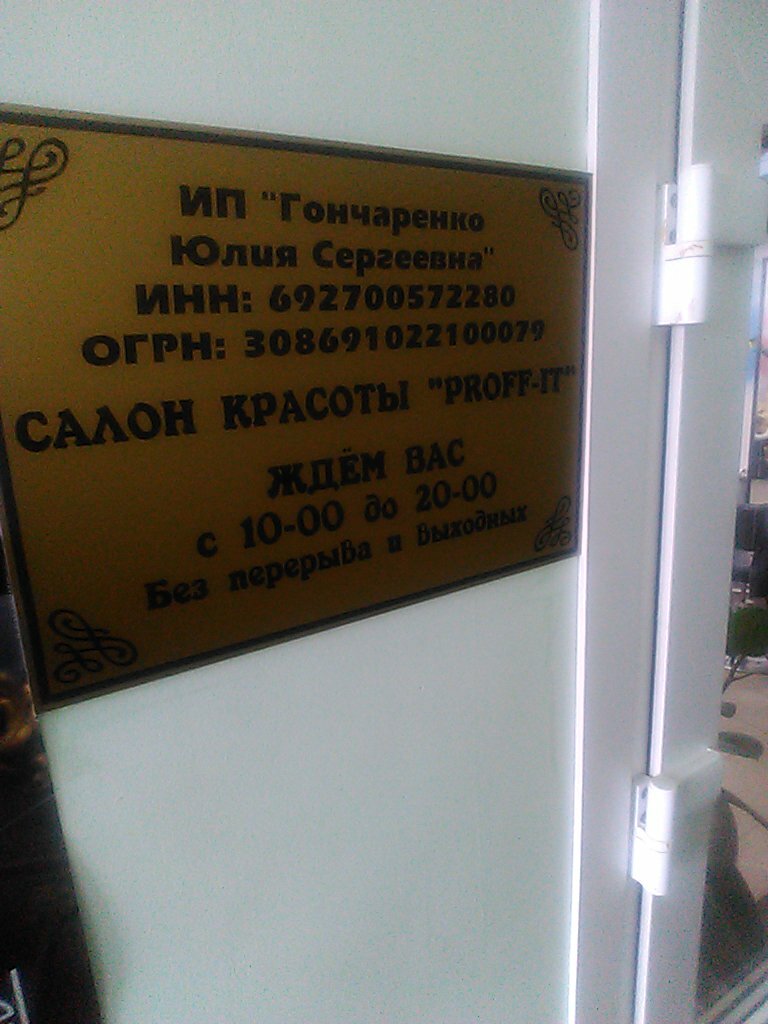 ИП "Гончаренко
Юлия Сергеевна"
ИНН: 692700572280
ОГРН: 308691022100079
САЛОН КРАСОТЫ "PROFF-IT"
ЖДЁМ ВАС
с 10-00 до 20-00
Без перерыва и выходных